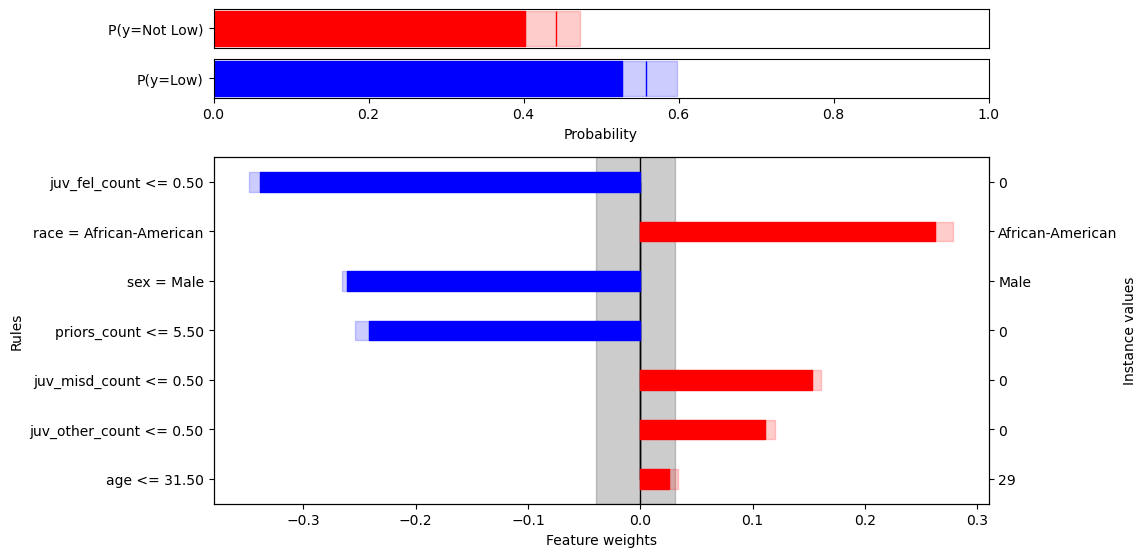 P(y=Not Low)
P(y=Low)
0.0 0.2 0.4 0.6 0.8 1.0
Probability
juv_fel_count <= 0.50 0
race = African-American African-American
sex = Male Male
priors_count <= 5.50 0
juv_misd_count <= 0.50 0
juv_other_count <= 0.50 0
age <= 31.50 29
Rules
Instance values
−0.3 −0.2 −0.1 0.0 0.1 0.2 0.3
Feature weights